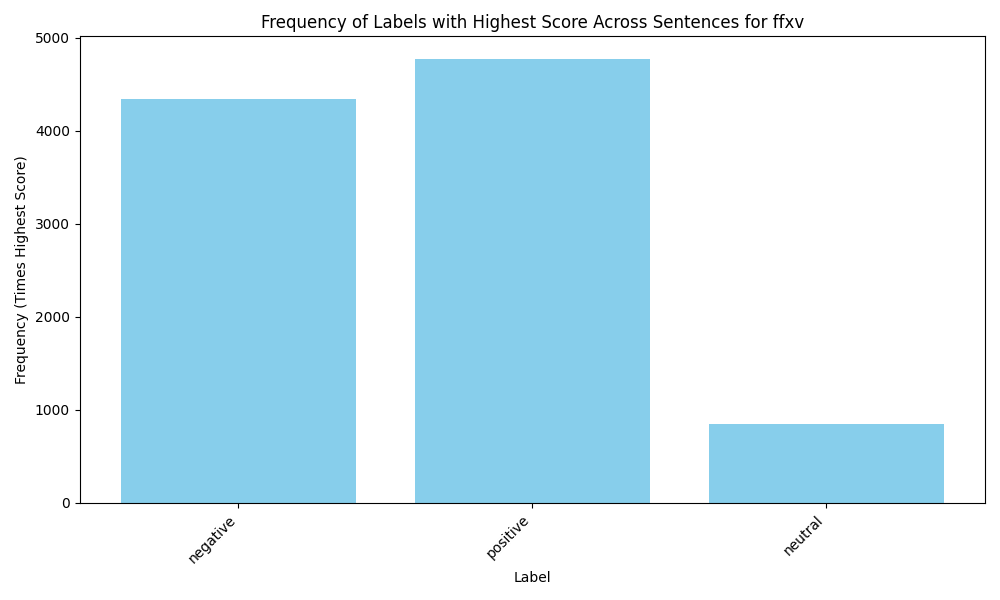 Frequency of Labels with Highest Score Across Sentences for ffxv
Frequency (Times Highest Score)
5000
4000
3000
2000
1000
0
negative
positive
neutral
Label